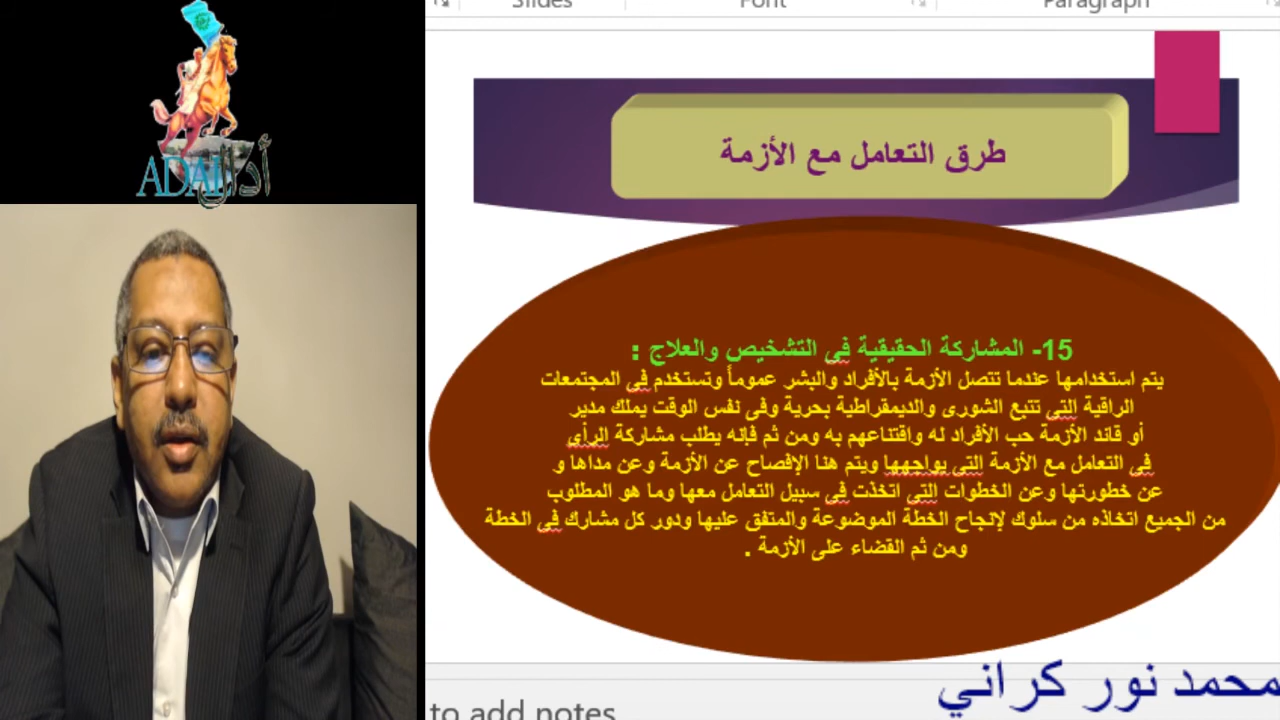 Slides
Font
Paragraph
ADAL
أدال
طرق التعامل مع الأزمة
15- المشاركة الحقيقية فى التشخيص والعلاج :
يتم استخدامها عندما تتصل الأزمة بالأفراد والبشر عموماً وتستخدم فى المجتمعات
الراقية التى تتبع الشورى والديمقراطية بحرية وفى نفس الوقت يملك مدير
أو قائد الأزمة حب الأفراد له واقتناعهم به ومن ثم فإنه يطلب مشاركة الرأى
فى التعامل مع الأزمة التى يواجهها ويتم هنا الإفصاح عن الأزمة وعن مداها و
عن خطورتها وعن الخطوات التى اتخذت فى سبيل التعامل معها وما هو المطلوب
من الجميع اتخاذه من سلوك لإنجاح الخطة الموضوعة والمتفق عليها ودور كل مشارك فى الخطة
ومن ثم القضاء على الأزمة .
محمد نور كراني
to add notes